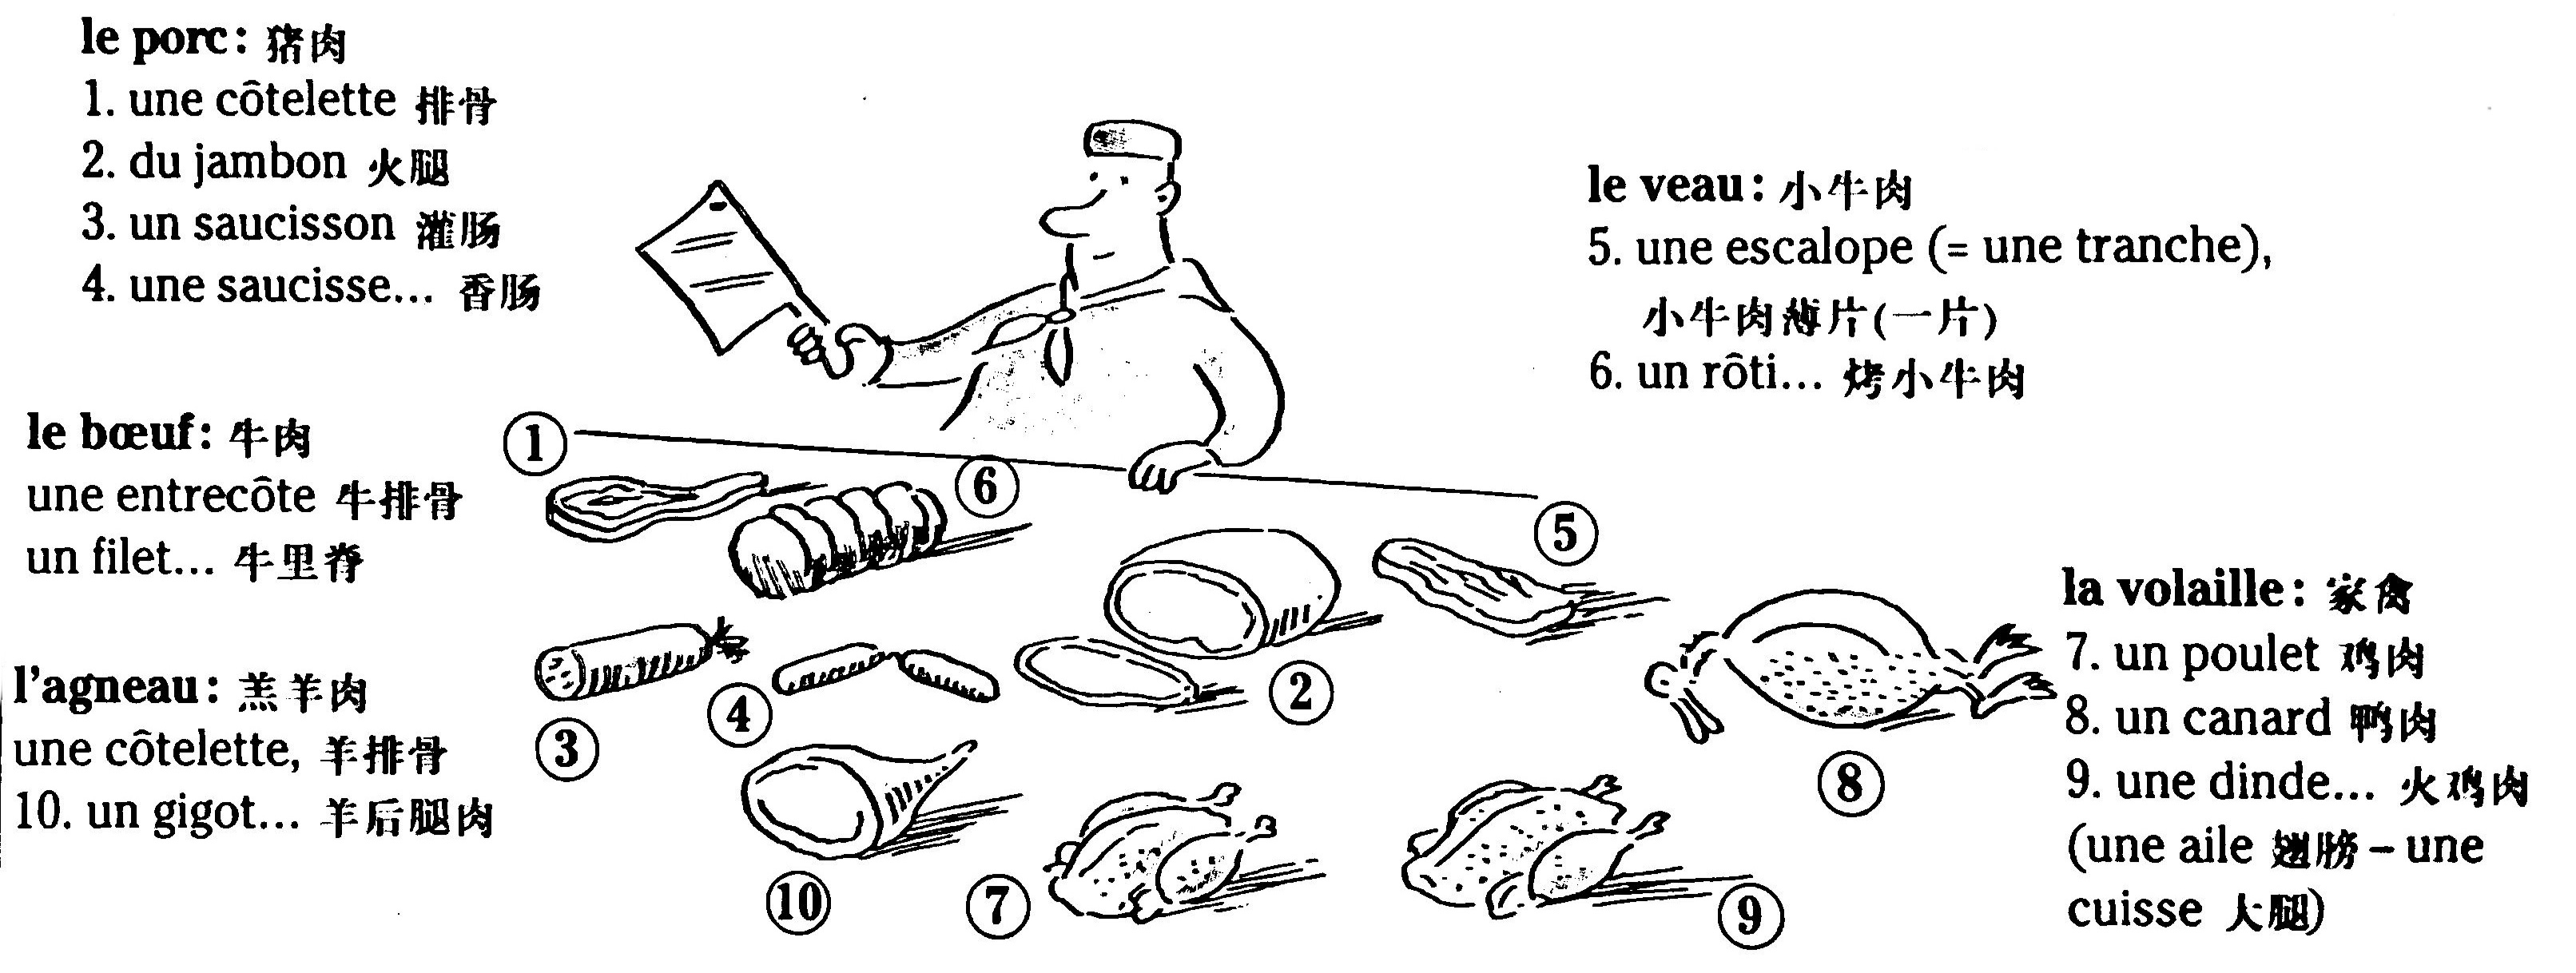 le porc: 猪肉
1. une côtelette 排骨
2. du jambon 火腿
3. un saucisson 灌肠
4. une saucisse... 香肠
le bœuf: 牛肉
une entrecôte 牛排骨
un filet... 牛里脊
l'agneau: 羔羊肉
une côtelette, 羊排骨
10. un gigot... 羊后腿肉
le veau: 小牛肉
5. une escalope (= une tranche),
小牛肉薄片(一片)
6. un rôti... 烤小牛肉
la volaille: 家禽
7. un poulet 鸡肉
8. un canard 鸭肉
9. une dinde... 火鸡肉
(une aile 翅膀 – une
cuisse 大腿)
1
6
5
3
4
2
8
10
7
9